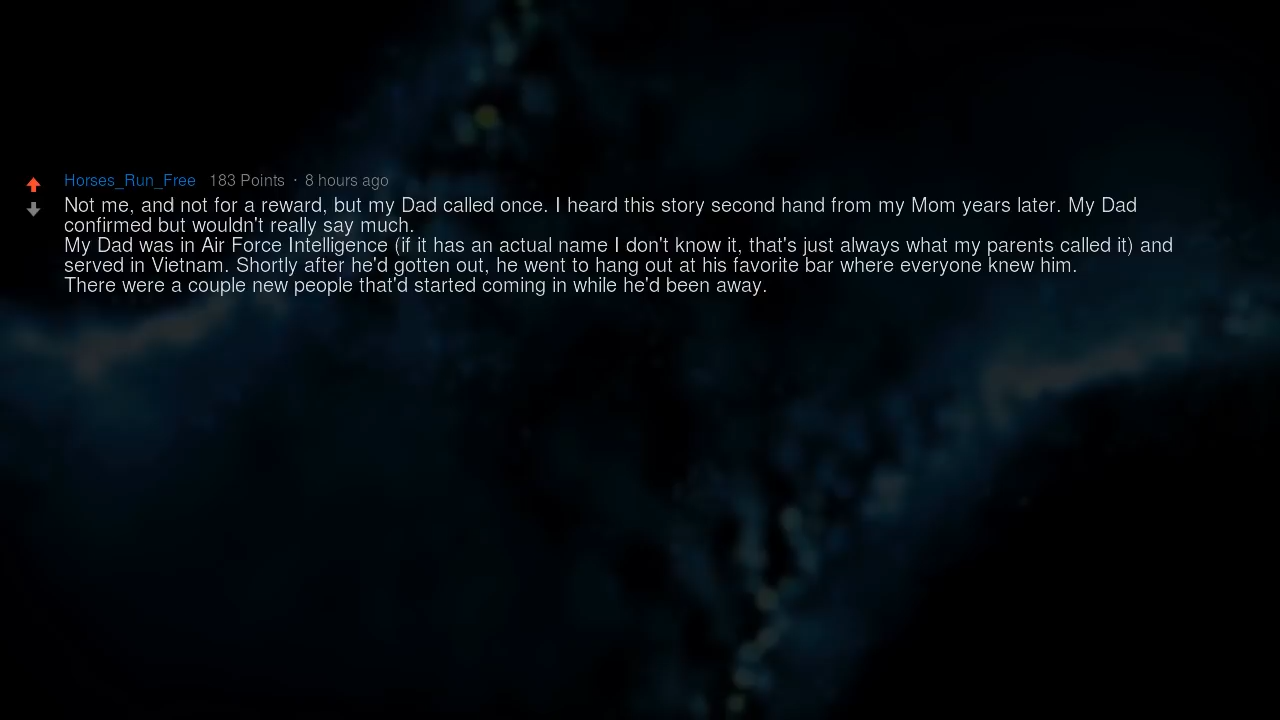 Horses_Run_Free 183 Points · 8 hours ago
Not me, and not for a reward, but my Dad called once. I heard this story second hand from my Mom years later. My Dad
confirmed but wouldn't really say much.
My Dad was in Air Force Intelligence (if it has an actual name I don't know it, that's just always what my parents called it) and
served in Vietnam. Shortly after he'd gotten out, he went to hang out at his favorite bar where everyone knew him.
There were a couple new people that'd started coming in while he'd been away.